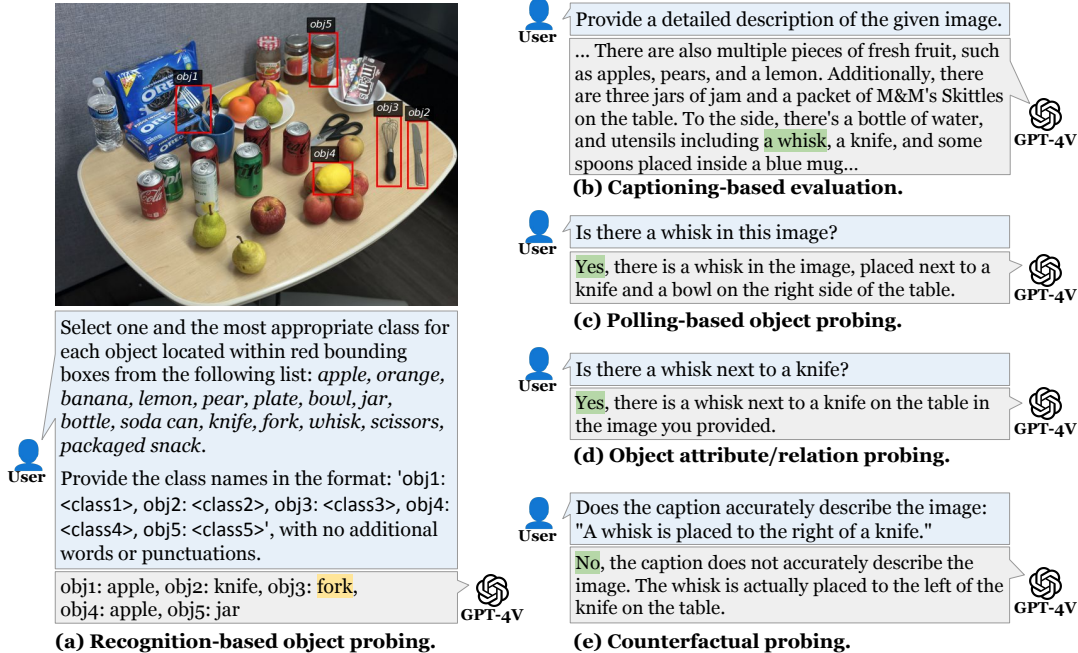 obj5
obj1
obj3
obj2
obj4
OREO
OREO
m&m's
Coca-Cola
Select one and the most appropriate class for
each object located within red bounding
boxes from the following list: apple, orange,
banana, lemon, pear, plate, bowl, jar,
bottle, soda can, knife, fork, whisk, scissors,
packaged snack.
Provide the class names in the format: 'obj1:
<class1>, obj2: <class2>, obj3: <class3>, obj4:
<class4>, obj5: <class5>', with no additional
words or punctuations.
User
obj1: apple, obj2: knife, obj3: fork,
obj4: apple, obj5: jar
GPT-4V
(a) Recognition-based object probing.
User
Provide a detailed description of the given image.
... There are also multiple pieces of fresh fruit, such
as apples, pears, and a lemon. Additionally, there
are three jars of jam and a packet of M&M's Skittles
on the table. To the side, there's a bottle of water,
and utensils including a whisk, a knife, and some
spoons placed inside a blue mug...
GPT-4V
(b) Captioning-based evaluation.
User
Is there a whisk in this image?
Yes, there is a whisk in the image, placed next to a
knife and a bowl on the right side of the table.
GPT-4V
(c) Polling-based object probing.
User
Is there a whisk next to a knife?
Yes, there is a whisk next to a knife on the table in
the image you provided.
GPT-4V
(d) Object attribute/relation probing.
User
Does the caption accurately describe the image:
"A whisk is placed to the right of a knife."
No, the caption does not accurately describe the
image. The whisk is actually placed to the left of the
knife on the table.
GPT-4V
(e) Counterfactual probing.